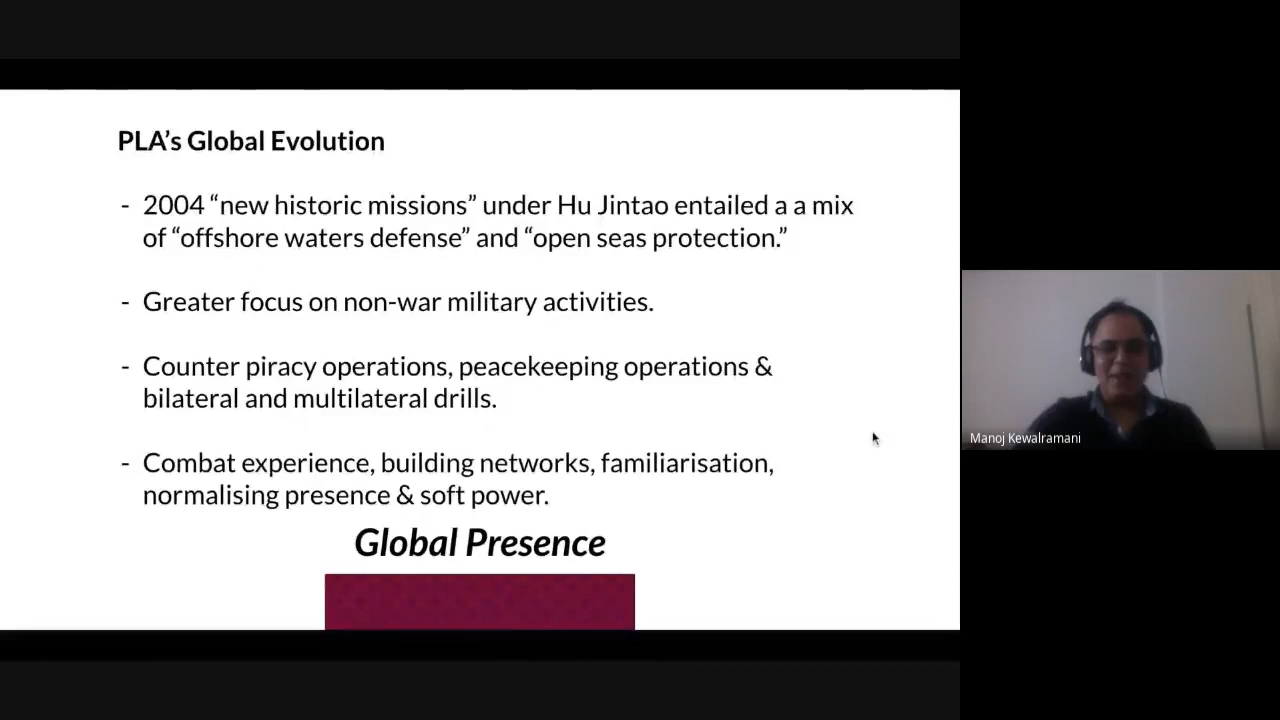 PLA’s Global Evolution
- 2004 “new historic missions” under Hu Jintao entailed a a mix
of “offshore waters defense” and “open seas protection.”
- Greater focus on non-war military activities.
- Counter piracy operations, peacekeeping operations &
bilateral and multilateral drills.
- Combat experience, building networks, familiarisation,
normalising presence & soft power.
Global Presence
Manoj Kewalramani